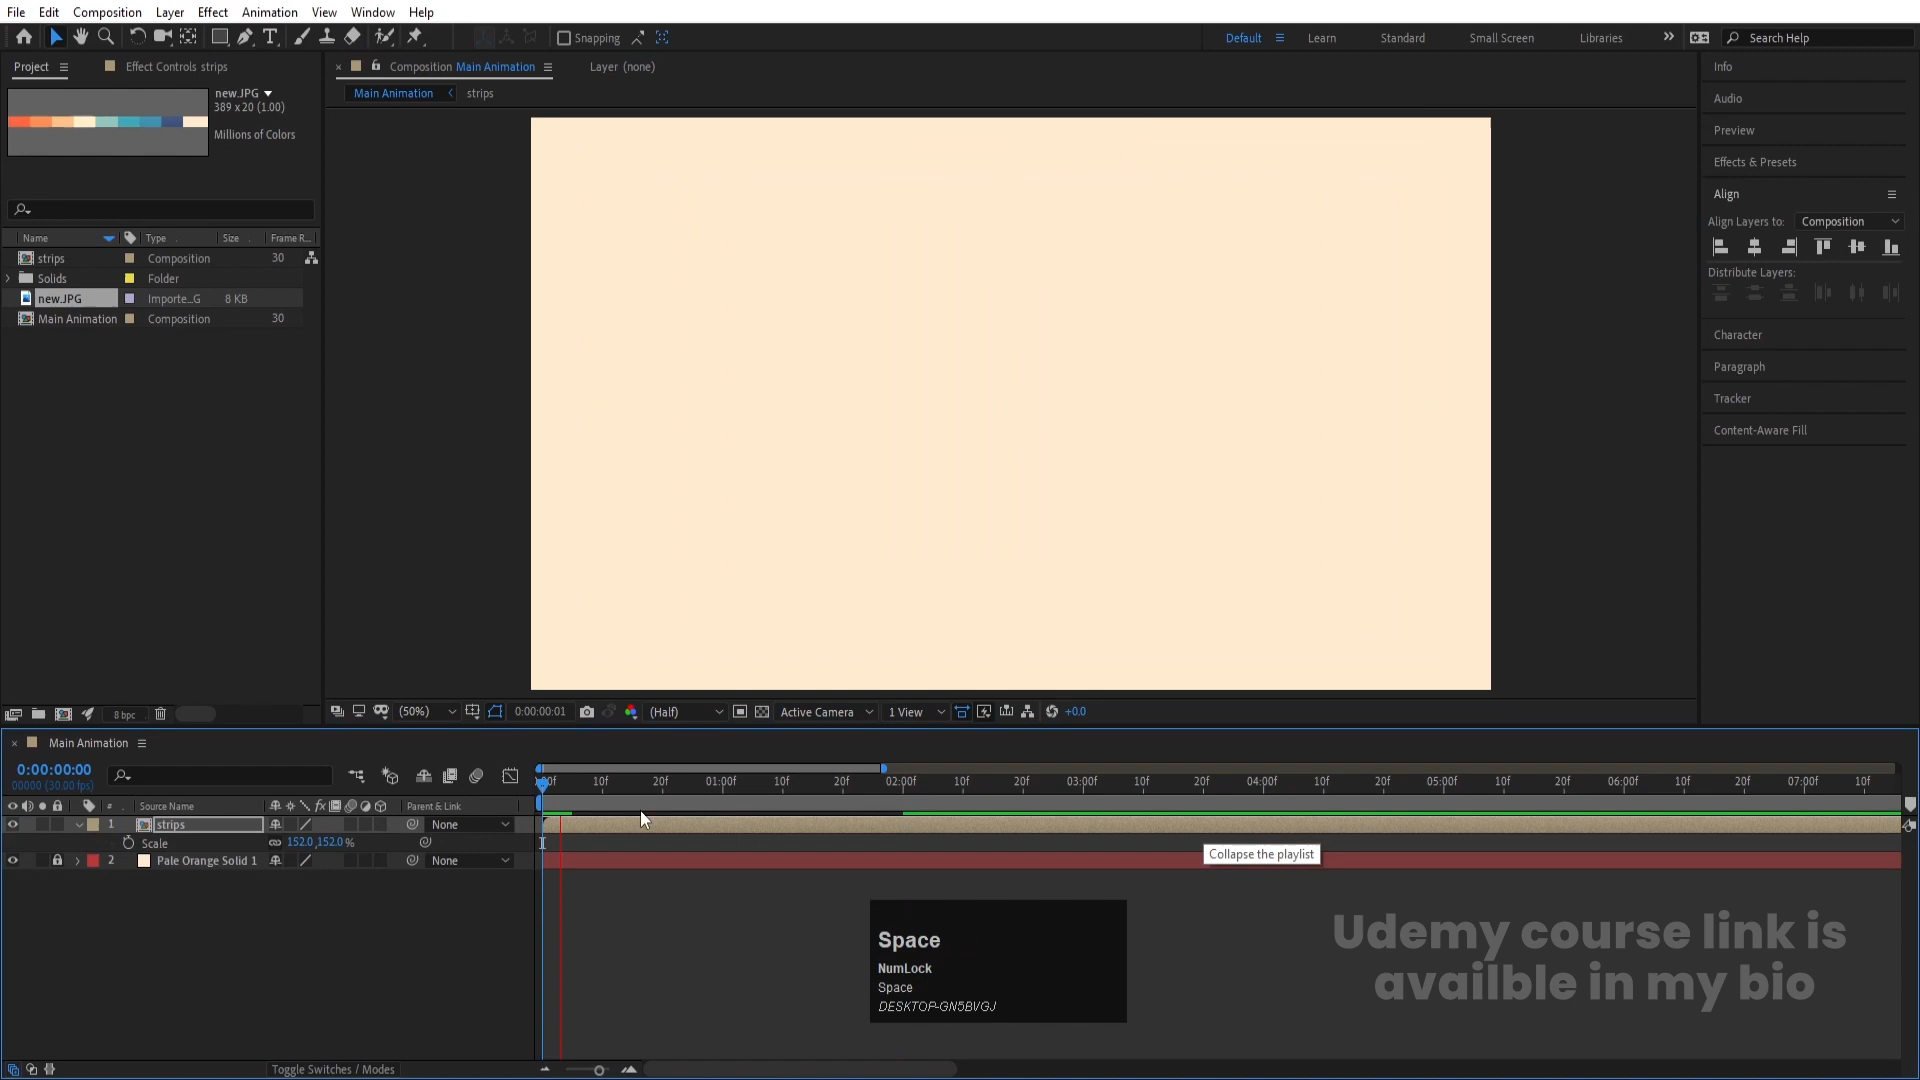 File Edit Composition Layer Effect Animation View Window Help
Snapping
Default Learn Standard Small Screen Libraries Search Help
Project Effect Controls strips
Composition Main Animation Layer (none)
Main Animation strips
new.JPG
389 x 20 (1.00)
Millions of Colors
Name Type Size Frame R...
strips Composition 30
Solids Folder
new.JPG Importe...G 8 KB
Main Animation Composition 30
Info
Audio
Preview
Effects & Presets
Align
Align Layers to: Composition
Distribute Layers:
Character
Paragraph
Tracker
Content-Aware Fill
8 bpc
(50%) 0:00:00:01 (Half) Active Camera 1 View +0.0
Main Animation
0:00:00:00
00000 (30.00 fps)
10f 20f 01:00f 10f 20f 02:00f 10f 20f 03:00f 10f 20f 04:00f 10f 20f 05:00f 10f 20f 06:00f 10f 20f 07:00f 10f
# Source Name fx Parent & Link
1 strips None
Scale 152.0,152.0%
2 Pale Orange Solid 1 None
Collapse the playlist
Space
NumLock
Space
DESKTOP-GN5BVGJ
Udemy course link is
availble in my bio
Toggle Switches / Modes